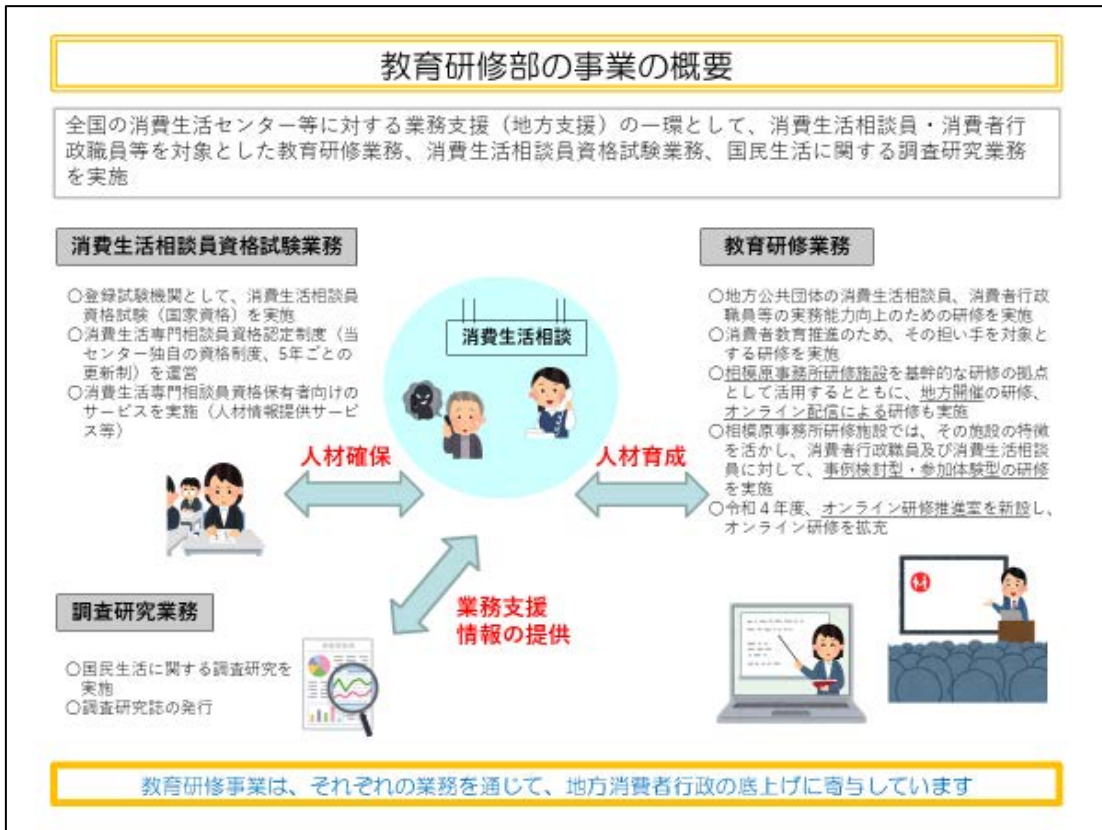 教育研修部の事業の概要
全国の消費生活センター等に対する業務支援（地方支援）の一環として、消費生活相談員・消費者行
政職員等を対象とした教育研修業務、消費生活相談員資格試験業務、国民生活に関する調査研究業務
を実施
消費生活相談員資格試験業務
○登録試験機関として、消費生活相談員
資格試験（国家資格）を実施
○消費生活専門相談員資格認定制度（当
センター独自の資格制度、5年ごとの
更新制）を運営
○消費生活専門相談員資格保有者向けの
サービスを実施（人材情報提供サービ
ス等）
消費生活相談
人材確保
人材育成
教育研修業務
○地方公共団体の消費生活相談員、消費者行政
職員等の実務能力向上のための研修を実施
○消費者教育推進のため、その担い手を対象と
する研修を実施
○相模原事務所研修施設を基幹的な研修の拠点
として活用するとともに、地方開催の研修、
オンライン配信による研修も実施
○相模原事務所研修施設では、その施設の特徴
を活かし、消費者行政職員及び消費生活相談
員に対して、事例検討型・参加体験型の研修
を実施
○令和４年度、オンライン研修推進室を新設し、
オンライン研修を拡充
調査研究業務
○国民生活に関する調査研究を
実施
○調査研究誌の発行
業務支援
情報の提供
教育研修事業は、それぞれの業務を通じて、地方消費者行政の底上げに寄与しています